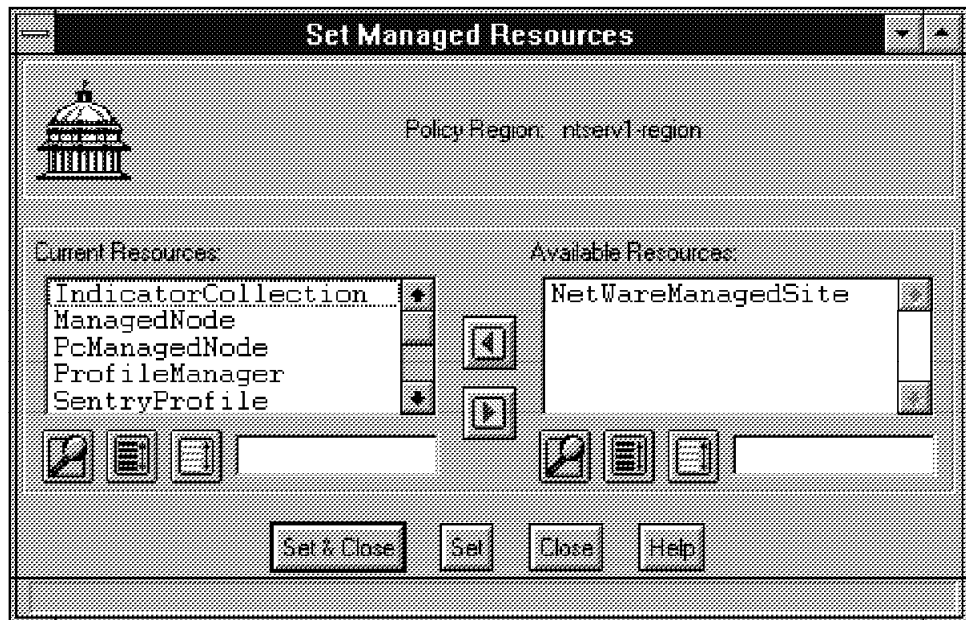 Set Managed Resources
Policy Region: ntserv1-region
Current Resources:
IndicatorCollection
ManagedNode
PcManagedNode
ProfileManager
SentryProfile
Available Resources:
NetWareManagedSite
Set & Close
Set
Close
Help